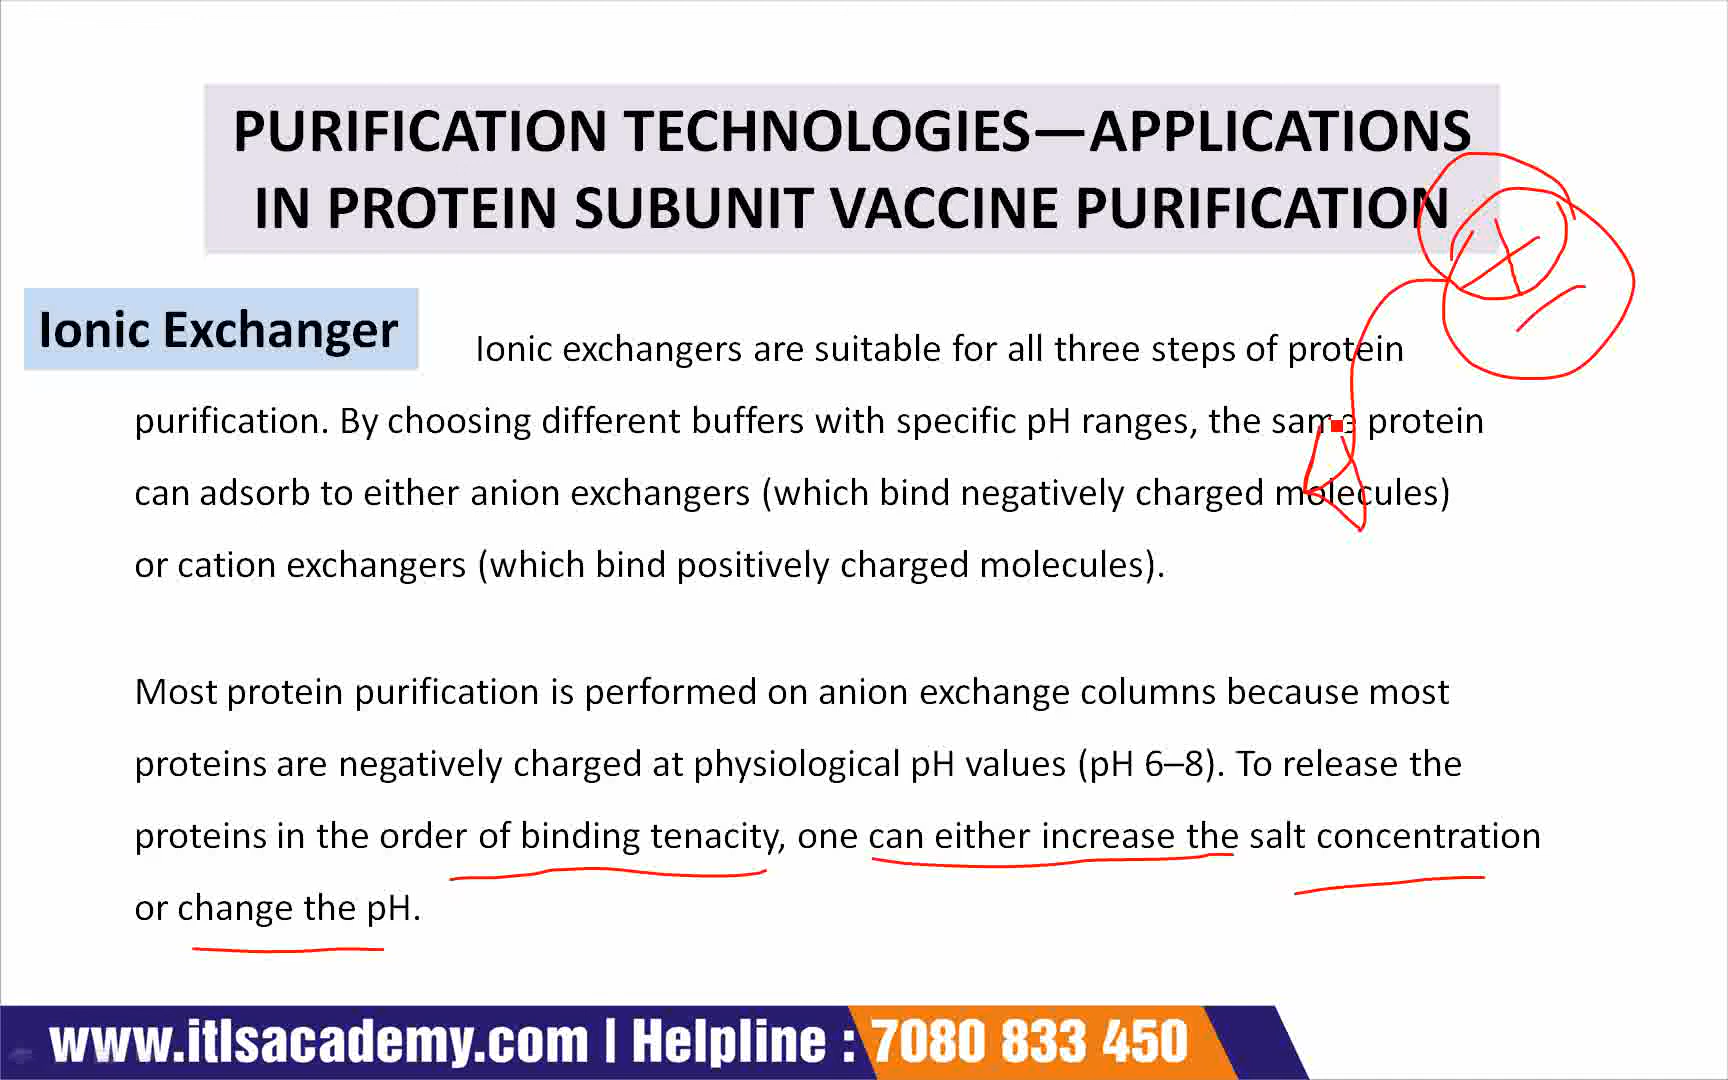 PURIFICATION TECHNOLOGIES—APPLICATIONS
IN PROTEIN SUBUNIT VACCINE PURIFICATION
Ionic Exchanger
Ionic exchangers are suitable for all three steps of protein
purification. By choosing different buffers with specific pH ranges, the same protein
can adsorb to either anion exchangers (which bind negatively charged molecules)
or cation exchangers (which bind positively charged molecules).
Most protein purification is performed on anion exchange columns because most
proteins are negatively charged at physiological pH values (pH 6–8). To release the
proteins in the order of binding tenacity, one can either increase the salt concentration
or change the pH.
www.itlsacademy.com | Helpline : 7080 833 450